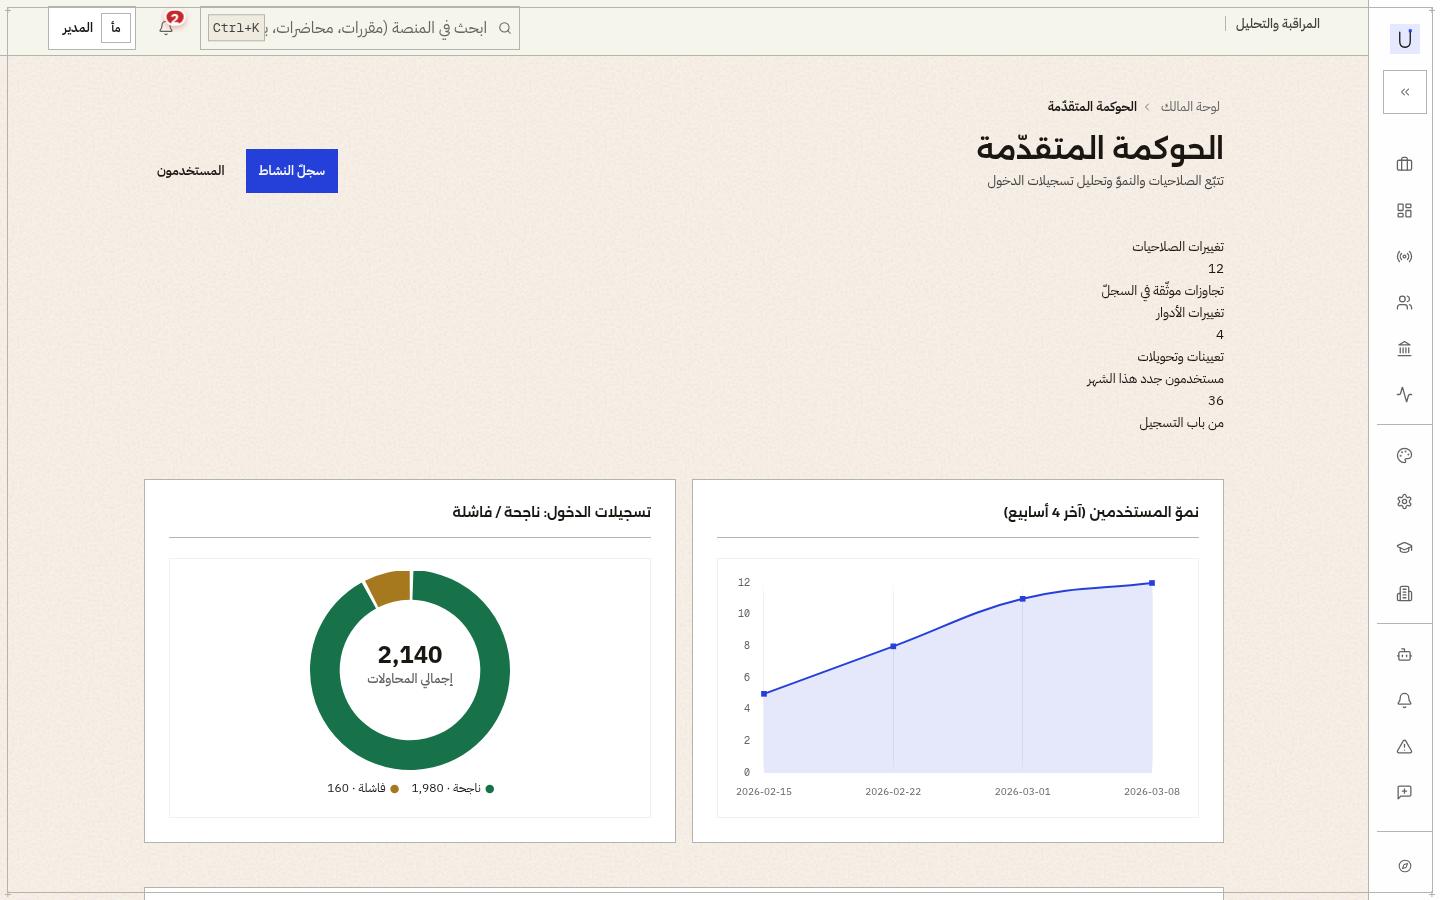 المراقبة والتحليل
ابحث في المنصة (مقررات، محاضرات،
Ctrl+K
2
مأ
المدير
لوحة المالك
الحوكمة المتقدّمة
الحوكمة المتقدّمة
تتبّع الصلاحيات والنموّ وتحليل تسجيلات الدخول
سجلّ النشاط
المستخدمون
تغييرات الصلاحيات
12
تجاوزات موثّقة في السجلّ
تغييرات الأدوار
4
تعيينات وتحويلات
مستخدمون جدد هذا الشهر
36
من باب التسجيل
نموّ المستخدمين (آخر 4 أسابيع)
12
10
8
6
4
2
0
2026-02-15
2026-02-22
2026-03-01
2026-03-08
تسجيلات الدخول: ناجحة / فاشلة
2,140
إجمالي المحاولات
ناجحة · 1,980
فاشلة · 160